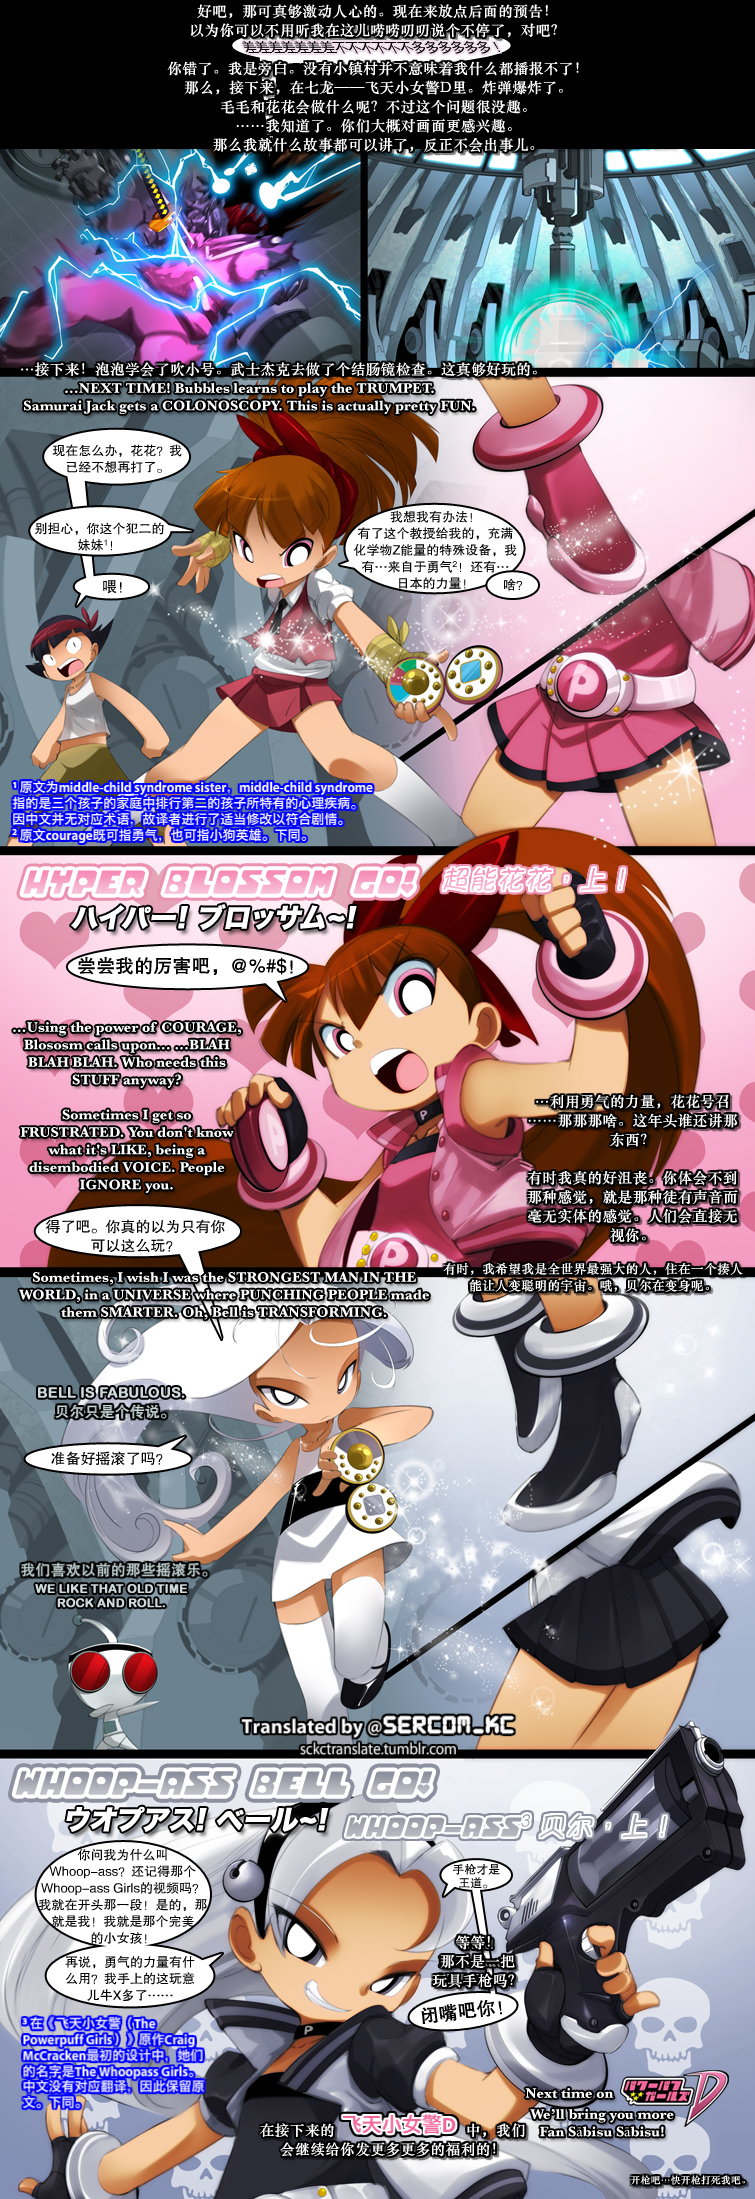 好吧，那可真够激动人心的。现在来放点后面的预告！
以为你可以不用听我在这儿唠唠叨叨说个不停了，对吧？
差差差差差差差不不不不不不多多多多多多！
你错了。我是旁白。没有小镇村并不意味着我什么都播报不了！
那么，接下来，在七龙——飞天小女警D里。炸弹爆炸了。
毛毛和花花会做什么呢？不过这个问题很没趣。
……我知道了。你们大概对画面更感兴趣。
那么我就什么故事都可以讲了，反正不会出事儿。
…接下来！泡泡学会了吹小号。武士杰克去做了个结肠镜检查。这真够好玩的。
...NEXT TIME! Bubbles learns to play the TRUMPET.
Samurai Jack gets a COLONOSCOPY. This is actually pretty FUN.
现在怎么办，花花？我
已经不想再打了。
别担心，你这个犯二的
妹妹¹！
喂！
我想我有办法！
有了这个教授给我的，充满
化学物Z能量的特殊设备，我
有…来自于勇气²！还有…
日本的力量！
啥？
P
¹ 原文为middle-child syndrome sister，middle-child syndrome
指的是三个孩子的家庭中排行第二的孩子所特有的心理疾病。
因中文并无对应术语，故译者进行了适当修改以符合剧情。
² 原文courage既可指勇气，也可指小狗英雄。下同。
HYPER BLOSSOM GO! 超能花花·上！
ハイパー! ブロッサム~!
尝尝我的厉害吧，@%#$！
...Using the power of COURAGE,
Blososm calls upon... ...BLAH
BLAH BLAH. Who needs this
STUFF anyway?
Sometimes I get so
FRUSTRATED. You don't know
what it's LIKE, being a
disembodied VOICE. People
IGNORE you.
P
P
…利用勇气的力量，花花号召
……那那那啥。这年头谁还讲那
东西？
有时我真的好沮丧。你体会不到
那种感觉，就是那种徒有声音而
毫无实体的感觉。人们会直接无
视你。
得了吧。你真的以为只有你
可以这么玩？
Sometimes, I wish I was the STRONGEST MAN IN THE
WORLD, in a UNIVERSE where PUNCHING PEOPLE made
them SMARTER. Oh, Bell is TRANSFORMING.
有时，我希望我是全世界最强大的人，住在一个揍人
能让人变聪明的宇宙。哦，贝尔在变身呢。
BELL IS FABULOUS.
贝尔只是个传说。
准备好摇滚了吗？
我们喜欢以前的那些摇滚乐。
WE LIKE THAT OLD TIME
ROCK AND ROLL.
Translated by @SERCOM_KC
sckctranslate.tumblr.com
WHOOP-ASS BELL GO!
ウオプアス! ベール~!
WHOOP-ASS³ 贝尔·上！
你问我为什么叫
Whoop-ass？还记得那个
Whoop-ass Girls的视频吗？
我就在开头那一段！是的，那
就是我！我就是那个完美
的小女孩！
再说，勇气的力量有什
么用？我手上的这玩意
儿牛X多了……
手枪才是
王道。
等等！
那不是…把
玩具手枪吗？
闭嘴吧你！
P
³ 在《飞天小女警（The
Powerpuff Girls）》原作Craig
McCracken最初的设计中，她们
的名字是The Whoopass Girls。
中文没有对应翻译，因此保留原
文。下同。
Next time on パワーパフガールズD
We'll bring you more
Fan Sabisu Sabisu!
在接下来的 飞天小女警D 中，我们
会继续给你发更多更多的福利的！
开枪吧…快开枪打死我吧。